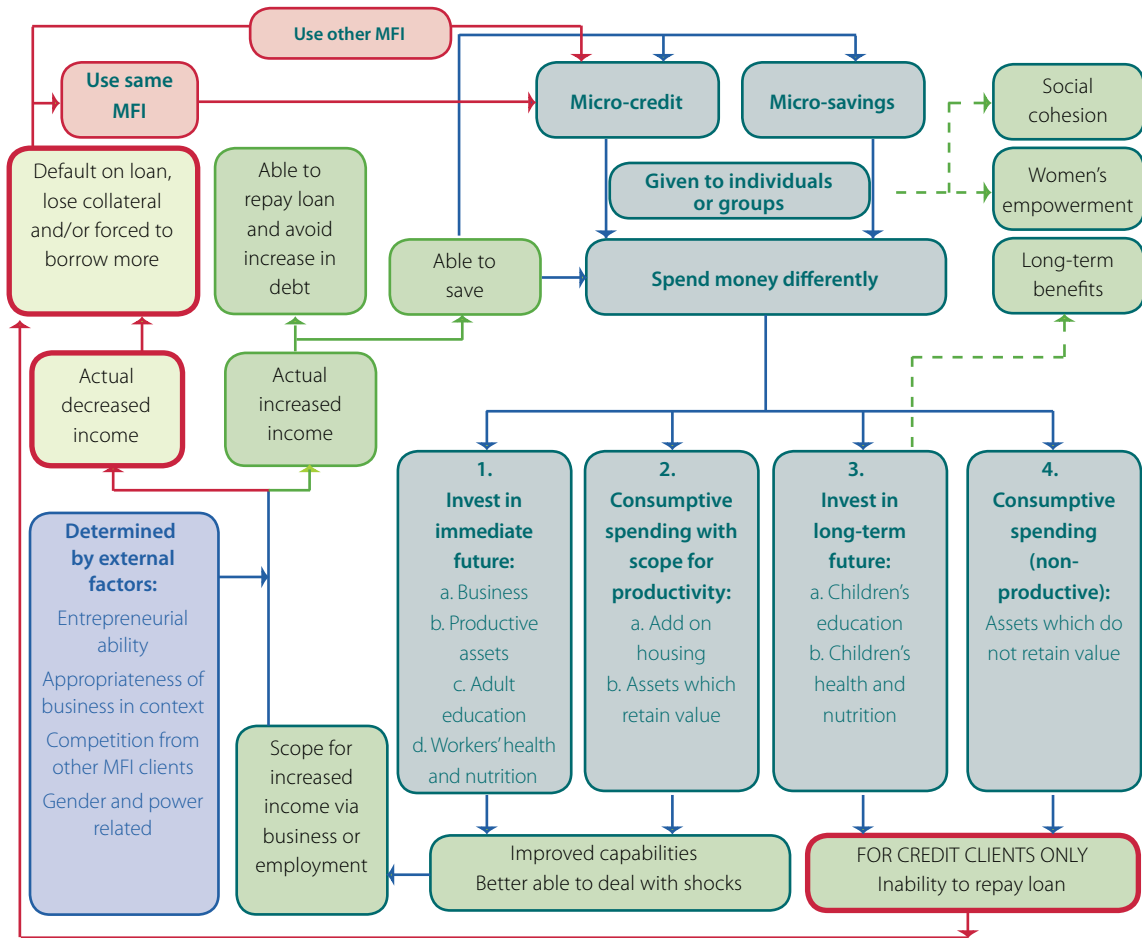 Use other MFI
Use same
MFI
Micro-credit
Micro-savings
Social
cohesion
Default on loan,
lose collateral
and/or forced to
borrow more
Able to
repay loan
and avoid
increase in
debt
Given to individuals
or groups
Women's
empowerment
Able to
save
Spend money differently
Long-term
benefits
Actual
decreased
income
Actual
increased
income
1.
Invest in
immediate
future:
a. Business
b. Productive
assets
c. Adult
education
d. Workers' health
and nutrition
2.
Consumptive
spending with
scope for
productivity:
a. Add on
housing
b. Assets which
retain value
3.
Invest in
long-term
future:
a. Children's
education
b. Children's
health and
nutrition
4.
Consumptive
spending
(non-
productive):
Assets which do
not retain value
Determined
by external
factors:
Entrepreneurial
ability
Appropriateness of
business in context
Competition from
other MFI clients
Gender and power
related
Scope for
increased
income via
business or
employment
Improved capabilities
Better able to deal with shocks
FOR CREDIT CLIENTS ONLY
Inability to repay loan